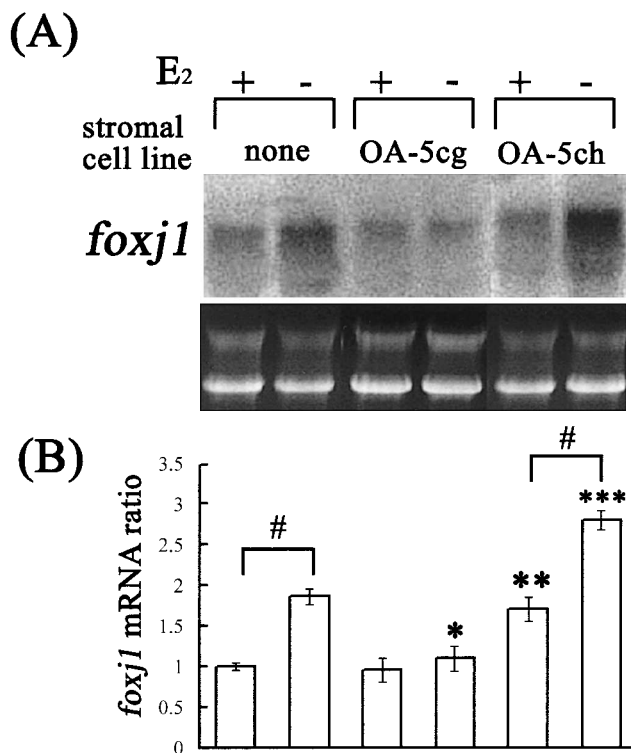 (A)
E2 + - + - + -
stromal cell line none OA-5cg OA-5ch
foxj1
(B)
foxj1 mRNA ratio
3.5
3
2.5
2
1.5
1
0.5
0
#
*
**
#
***